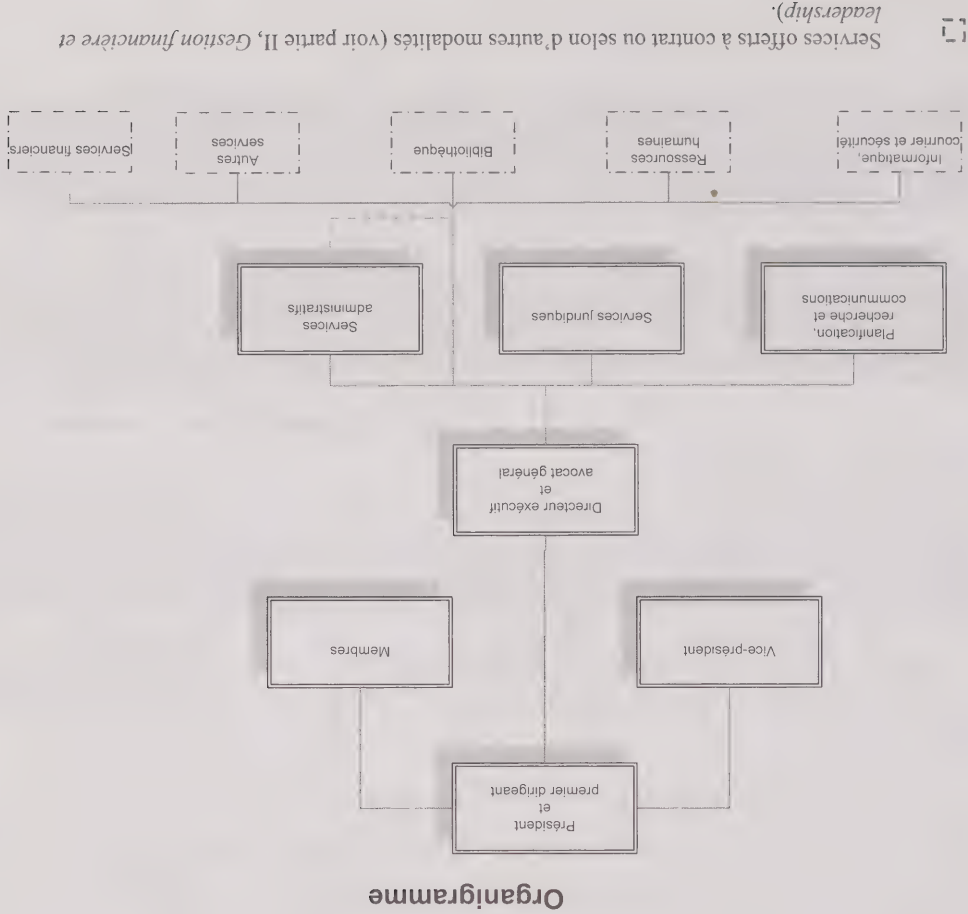 Organigramme
Président
et
premier dirigeant
Membres
Vice-président
Directeur exécutif
et
avocat général
Services
administratifs
Services juridiques
Planification,
recherche et
communications
Services financiers
Autres
services
Bibliothèque
Ressources
humaines
Informatique,
courrier et sécurité
Services offerts à contrat ou selon d'autres modalités (voir partie II, Gestion financière et
leadership).